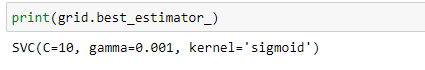 print(grid.best_estimator_)
SVC(C=10, gamma=0.001, kernel='sigmoid')